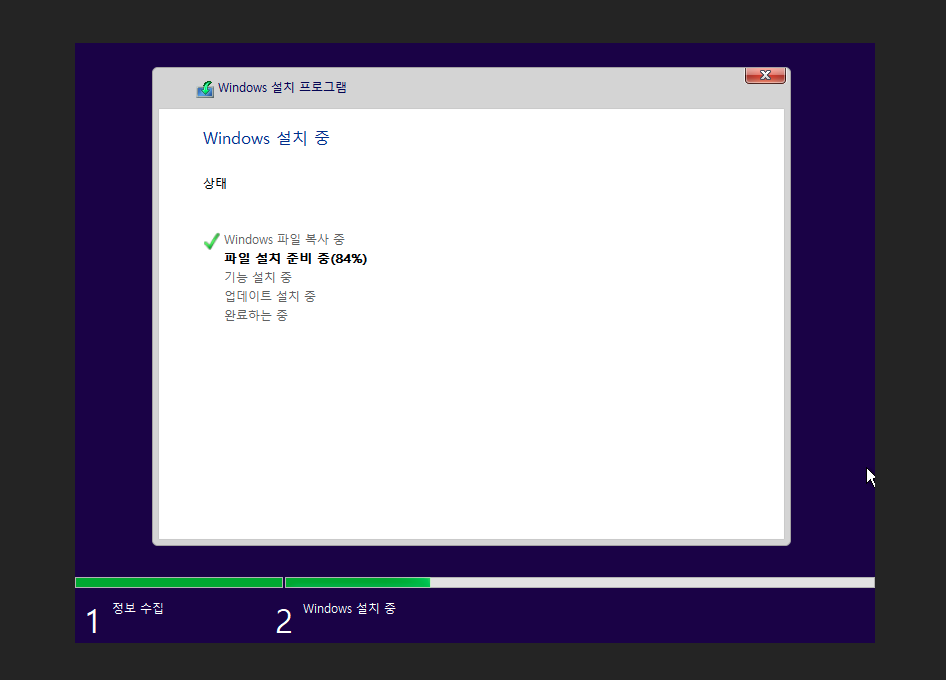 Windows 설치 프로그램
Windows 설치 중
상태
Windows 파일 복사 중
파일 설치 준비 중(84%)
기능 설치 중
업데이트 설치 중
완료하는 중
1 정보 수집
2 Windows 설치 중